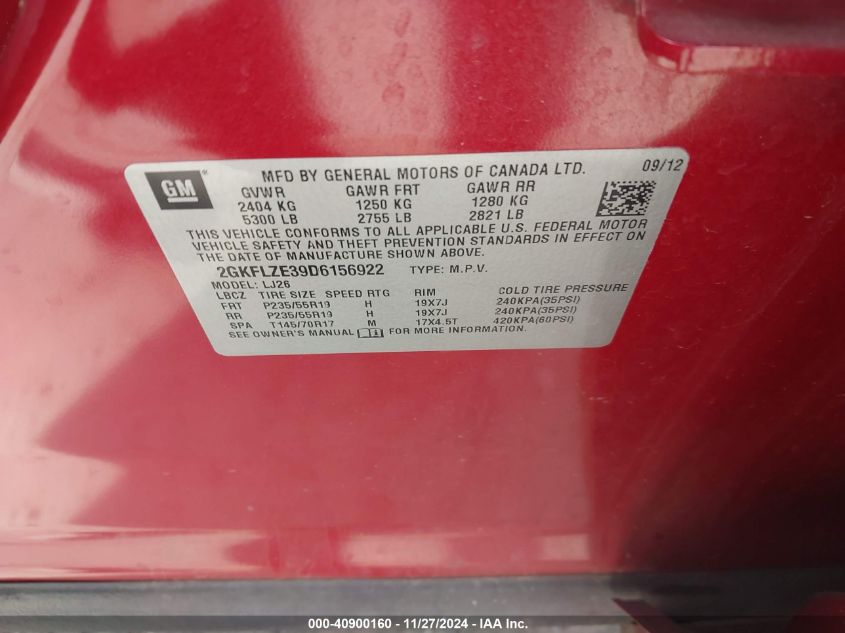 GM
MFD BY GENERAL MOTORS OF CANADA LTD. 09/12
GVWR GAWR FRT GAWR RR
2404 KG 1250 KG 1280 KG
5300 LB 2755 LB 2821 LB
THIS VEHICLE CONFORMS TO ALL APPLICABLE U.S. FEDERAL MOTOR
VEHICLE SAFETY AND THEFT PREVENTION STANDARDS IN EFFECT ON
THE DATE OF MANUFACTURE SHOWN ABOVE.
2GKFLZE39D6156922 TYPE: M.P.V.
MODEL: LJ26
LBCZ TIRE SIZE SPEED RTG RIM COLD TIRE PRESSURE
FRT P235/55R19 H 19X7J 240KPA(35PSI)
RR P235/55R19 H 19X7J 240KPA(35PSI)
SPA T145/70R17 M 17X4.5T 420KPA(60PSI)
SEE OWNER'S MANUAL FOR MORE INFORMATION.
000-40900160 - 11/27/2024 - IAA Inc.